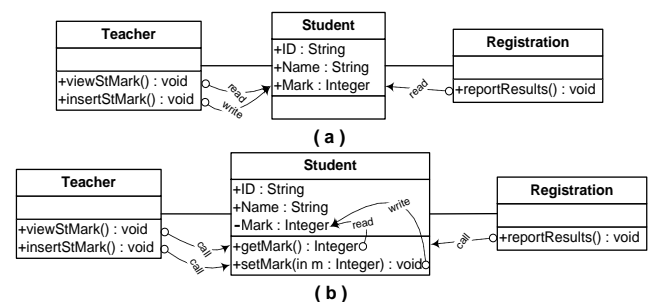 Teacher
+viewStMark() : void
+insertStMark() : void
read
write
Student
+ID : String
+Name : String
+Mark : Integer
read
Registration
+reportResults() : void
( a )
Teacher
+viewStMark() : void
+insertStMark() : void
call
call
Student
+ID : String
+Name : String
-Mark : Integer
read
write
+getMark() : Integer
+setMark(in m : Integer) : void
call
Registration
+reportResults() : void
( b )